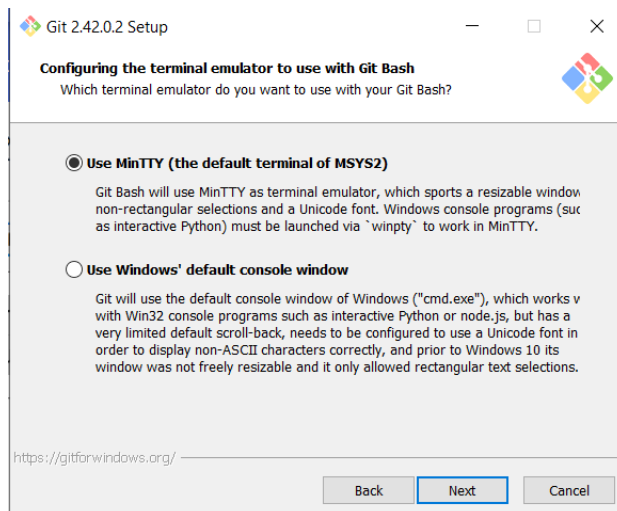 Git 2.42.0.2 Setup
Configuring the terminal emulator to use with Git Bash
Which terminal emulator do you want to use with your Git Bash?
Use MinTTY (the default terminal of MSYS2)
Git Bash will use MinTTY as terminal emulator, which sports a resizable window
non-rectangular selections and a Unicode font. Windows console programs (suc
as interactive Python) must be launched via `winpty` to work in MinTTY.
Use Windows' default console window
Git will use the default console window of Windows ("cmd.exe"), which works
with Win32 console programs such as interactive Python or node.js, but has a
very limited default scroll-back, needs to be configured to use a Unicode font in
order to display non-ASCII characters correctly, and prior to Windows 10 its
window was not freely resizable and it only allowed rectangular text selections.
https://gitforwindows.org/
Back Next Cancel